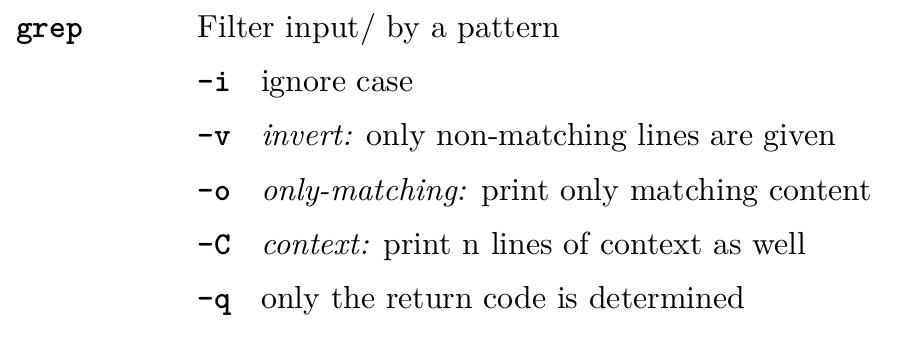 grep Filter input/ by a pattern
-i ignore case
-v invert: only non-matching lines are given
-o only-matching: print only matching content
-C context: print n lines of context as well
-q only the return code is determined